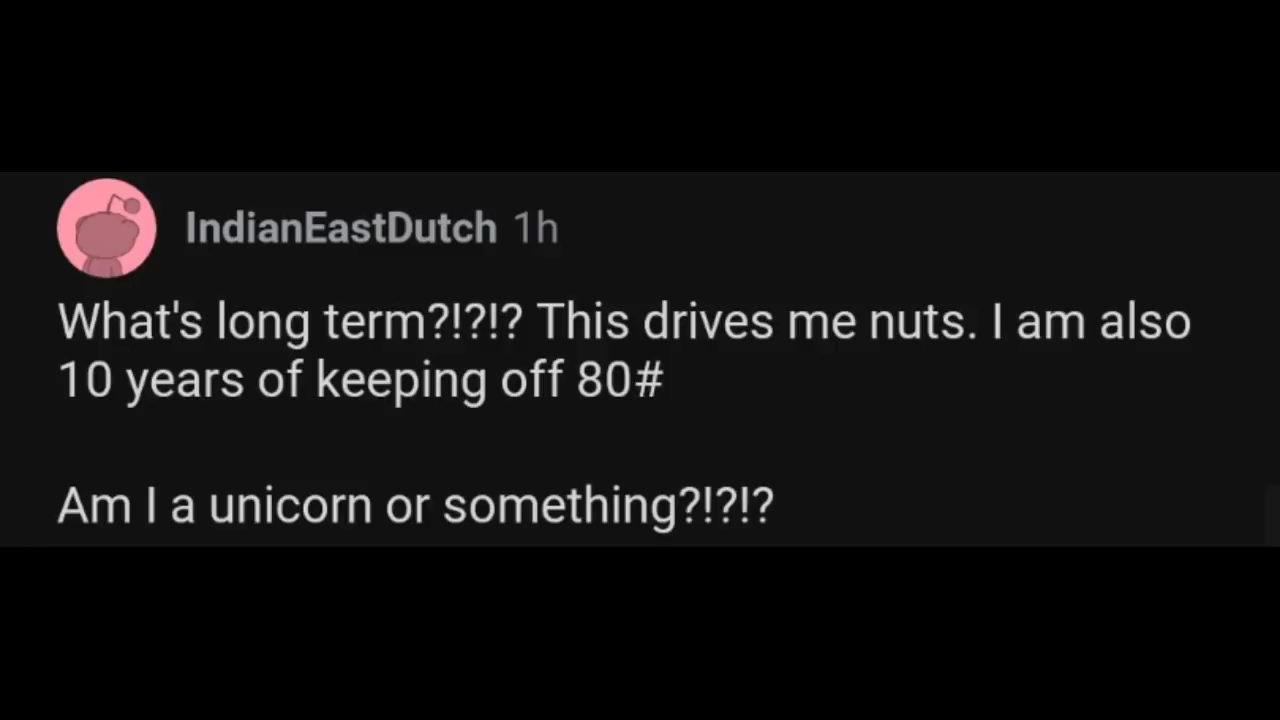 IndianEastDutch 1h
What's long term?!?!? This drives me nuts. I am also
10 years of keeping off 80#
Am I a unicorn or something?!?!?